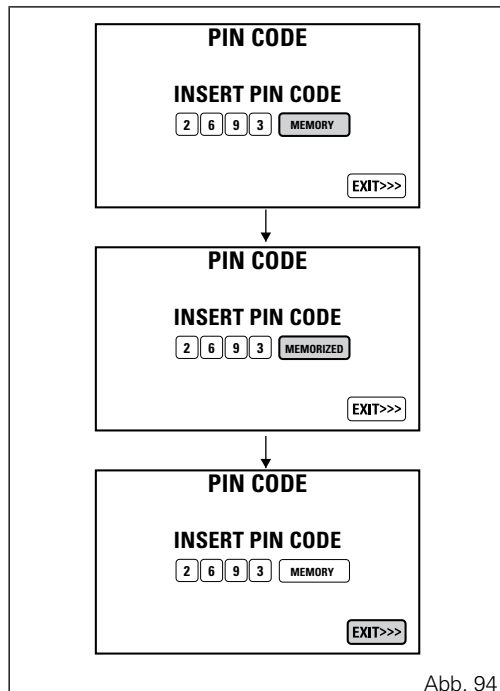 PIN CODE
INSERT PIN CODE
2 6 9 3 MEMORY
EXIT>>>
PIN CODE
INSERT PIN CODE
2 6 9 3 MEMORIZED
EXIT>>>
PIN CODE
INSERT PIN CODE
2 6 9 3 MEMORY
EXIT>>>
Abb. 94